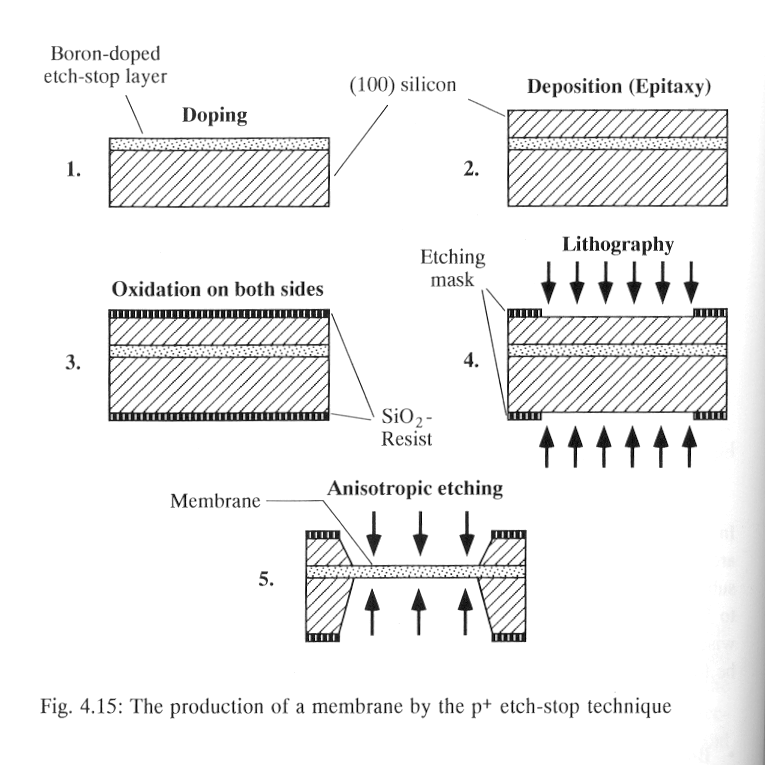 Boron-doped
etch-stop layer
Doping
1.
(100) silicon
Deposition (Epitaxy)
2.
Oxidation on both sides
3.
SiO₂-
Resist
Lithography
Etching
mask
4.
Anisotropic etching
Membrane
5.
Fig. 4.15: The production of a membrane by the p⁺ etch-stop technique